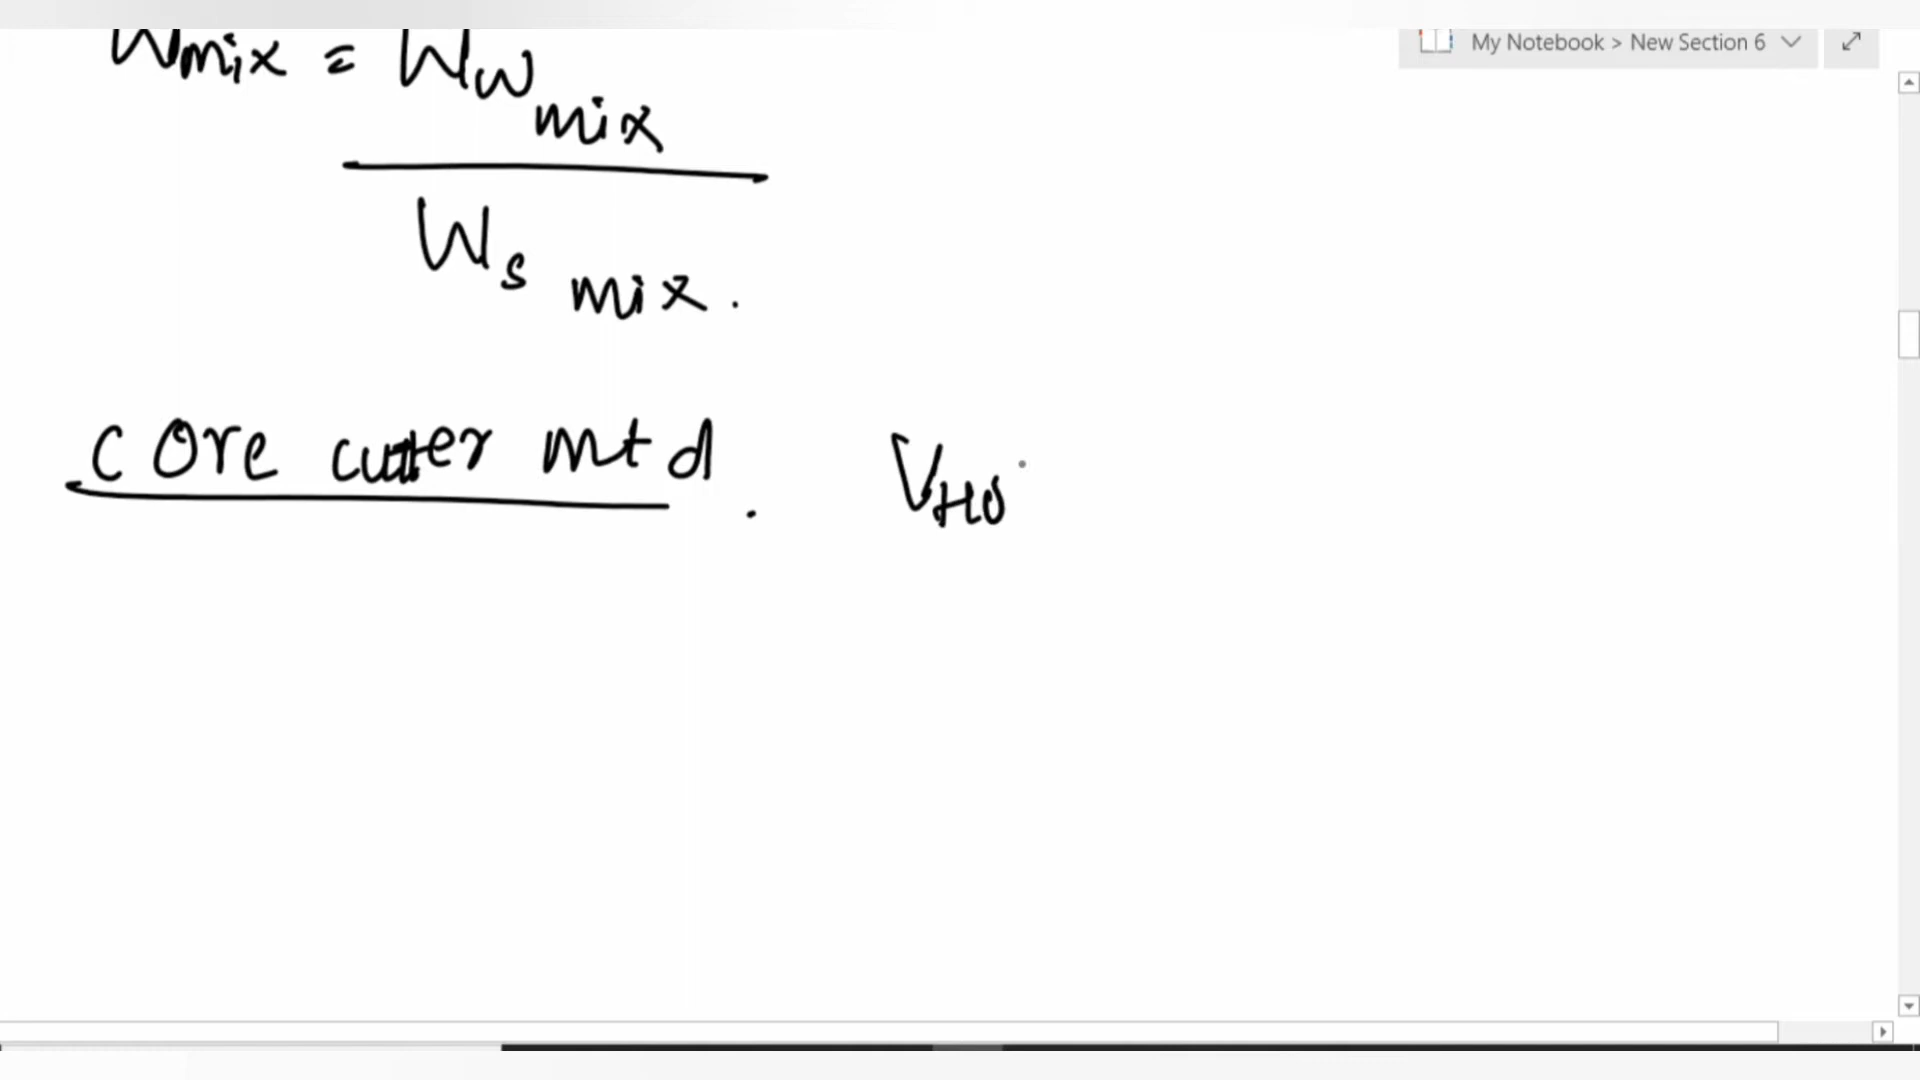 My Notebook > New Section 6
Wmix = Ww mix
Ws mix.
core cutter mtd. VHo